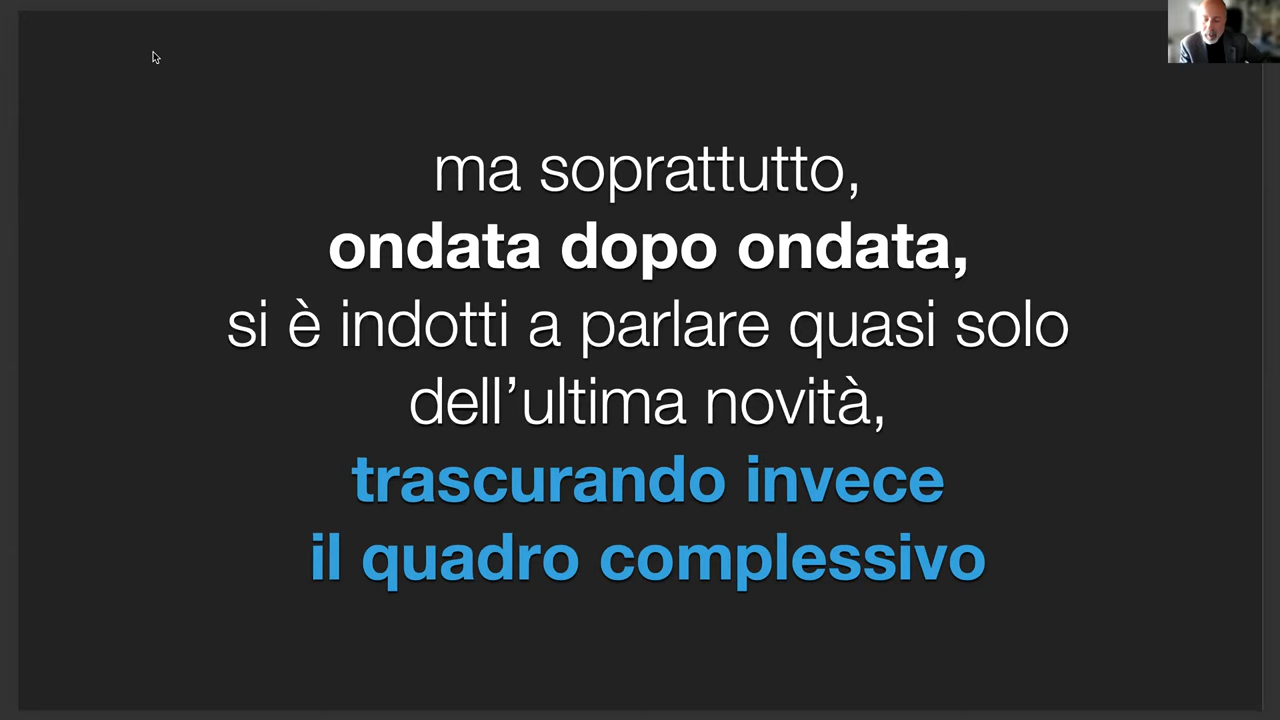 ma soprattutto,
ondata dopo ondata,
si è indotti a parlare quasi solo
dell’ultima novità,
trascurando invece
il quadro complessivo